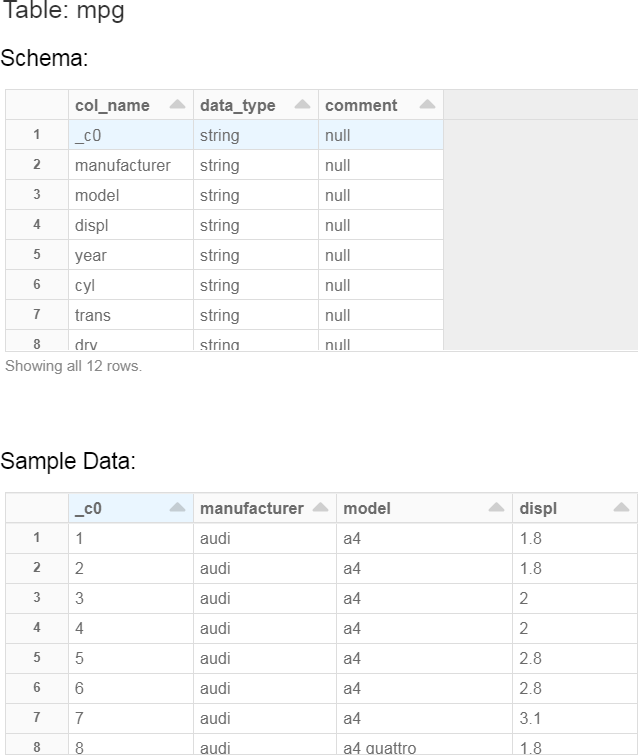 Table: mpg
Schema:
col_name data_type comment
1 _c0 string null
2 manufacturer string null
3 model string null
4 displ string null
5 year string null
6 cyl string null
7 trans string null
8 drv string null
Showing all 12 rows.
Sample Data:
_c0 manufacturer model displ
1 1 audi a4 1.8
2 2 audi a4 1.8
3 3 audi a4 2
4 4 audi a4 2
5 5 audi a4 2.8
6 6 audi a4 2.8
7 7 audi a4 3.1
8 8 audi a4 quattro 1.8